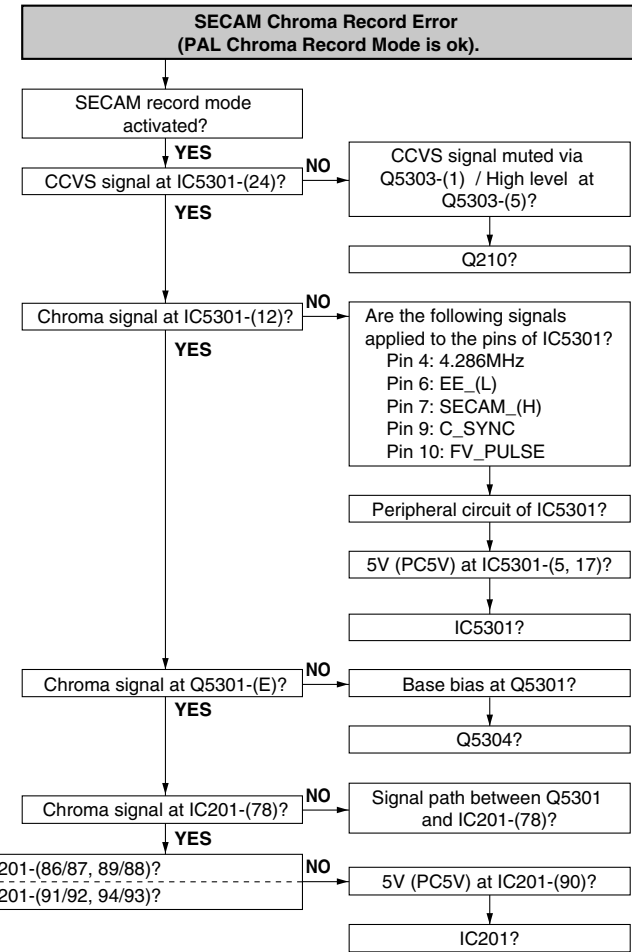 SECAM Chroma Record Error
(PAL Chroma Record Mode is ok).
SECAM record mode
activated?
YES
CCVS signal at IC5301-(24)?
NO
CCVS signal muted via
Q5303-(1) / High level at
Q5303-(5)?
Q210?
YES
Chroma signal at IC5301-(12)?
NO
Are the following signals
applied to the pins of IC5301?
Pin 4: 4.286MHz
Pin 6: EE_(L)
Pin 7: SECAM_(H)
Pin 9: C_SYNC
Pin 10: FV_PULSE
Peripheral circuit of IC5301?
5V (PC5V) at IC5301-(5, 17)?
IC5301?
YES
Chroma signal at Q5301-(E)?
NO
Base bias at Q5301?
Q5304?
YES
Chroma signal at IC201-(78)?
NO
Signal path between Q5301
and IC201-(78)?
YES
201-(86/87, 89/88)?
201-(91/92, 94/93)?
NO
5V (PC5V) at IC201-(90)?
IC201?